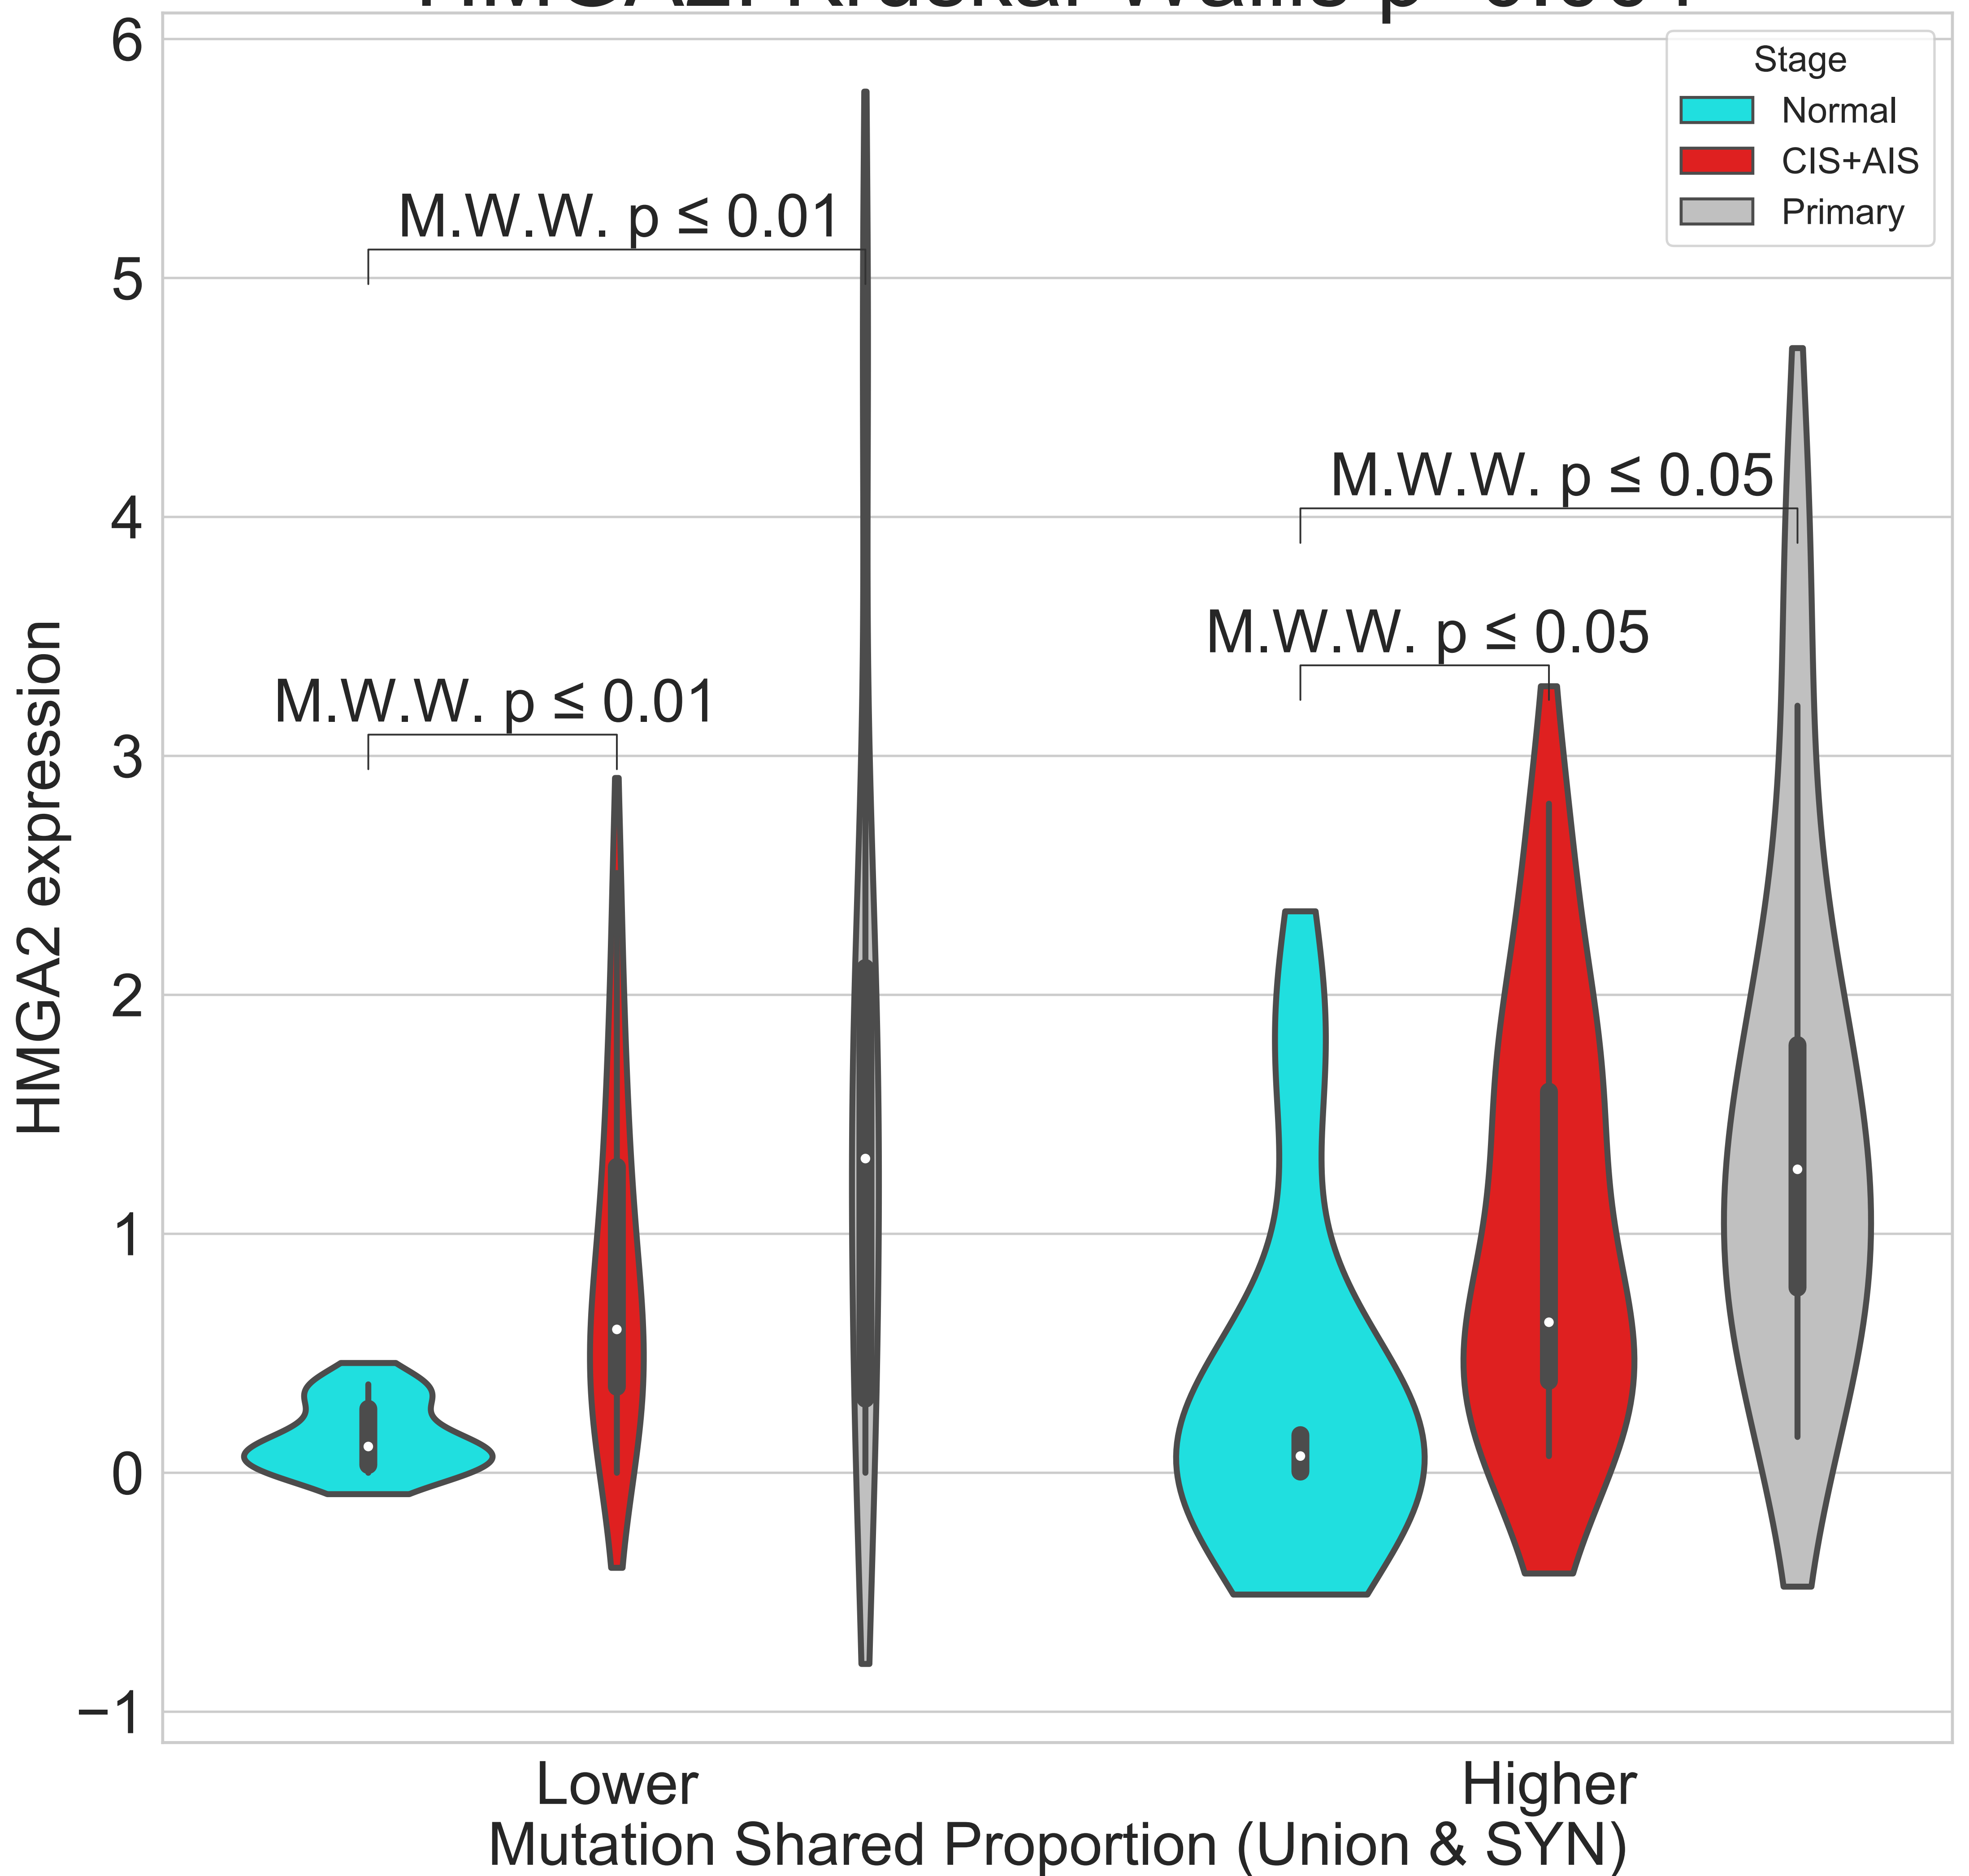 6
5
4
3
2
1
0
−1
HMGA2 expression
Stage
Normal
CIS+AIS
Primary
M.W.W. p ≤ 0.01
M.W.W. p ≤ 0.05
M.W.W. p ≤ 0.05
M.W.W. p ≤ 0.01
Lower
Higher
Mutation Shared Proportion (Union & SYN)